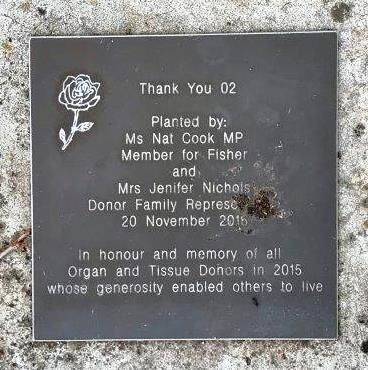 Thank You 02
Planted by:
Ms Nat Cook MP
Member for Fisher
and
Mrs Jenifer Nichols
Donor Family
20 November
In honour and memory of all
Organ and Tissue Donors in 2015
whose generosity enabled others to live